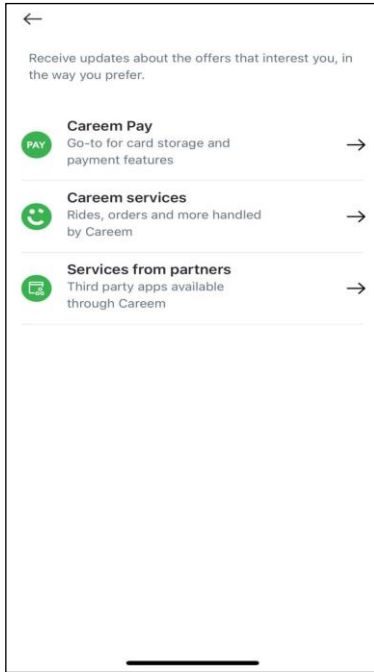 Receive updates about the offers that interest you, in
the way you prefer.
Careem Pay
PAY
Go-to for card storage and
payment features
Careem services
Rides, orders and more handled
by Careem
Services from partners
Third party apps available
through Careem